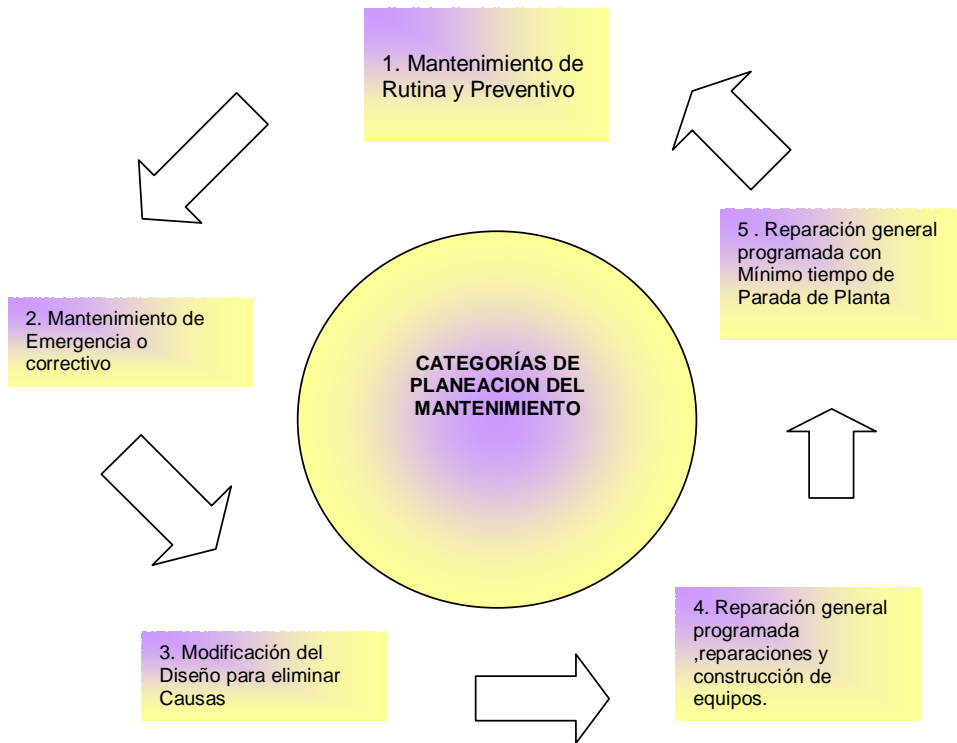 1. Mantenimiento de
Rutina y Preventivo
2. Mantenimiento de
Emergencia o
correctivo
3. Modificación del
Diseño para eliminar
Causas
4. Reparación general
programada
,reparaciones y
construcción de
equipos.
5 . Reparación general
programada con
Mínimo tiempo de
Parada de Planta
CATEGORÍAS DE
PLANEACION DEL
MANTENIMIENTO